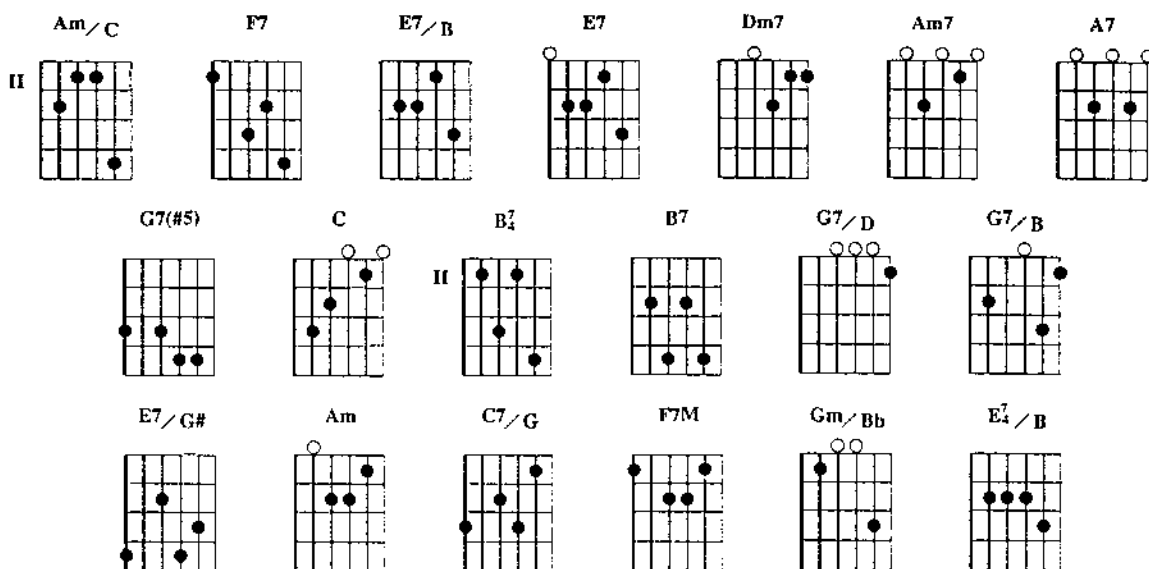 Am/C F7 E7/B E7 Dm7 Am7 A7
II
G7(#5) C B7/4 B7 G7/D G7/B
II
E7/G# Am C7/G F7M Gm/Bb E7/4/B